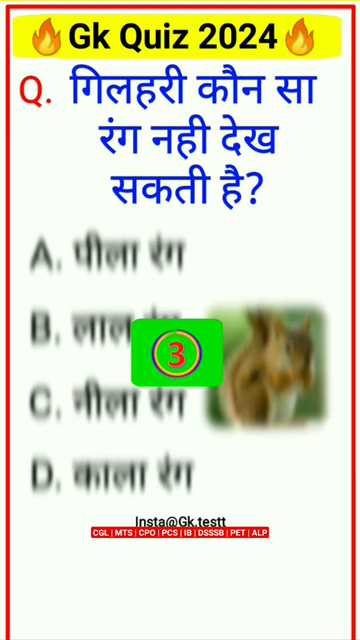 🔥Gk Quiz 2024🔥
Q. गिलहरी कौन सा
रंग नही देख
सकती है?
A. पीला रंग
B. लाल रंग
3
C. नीला रंग
D. काला रंग
Insta@Gk.testt
CGL | MTS | CPO | PCS | IB | DSSSB | PET | ALP